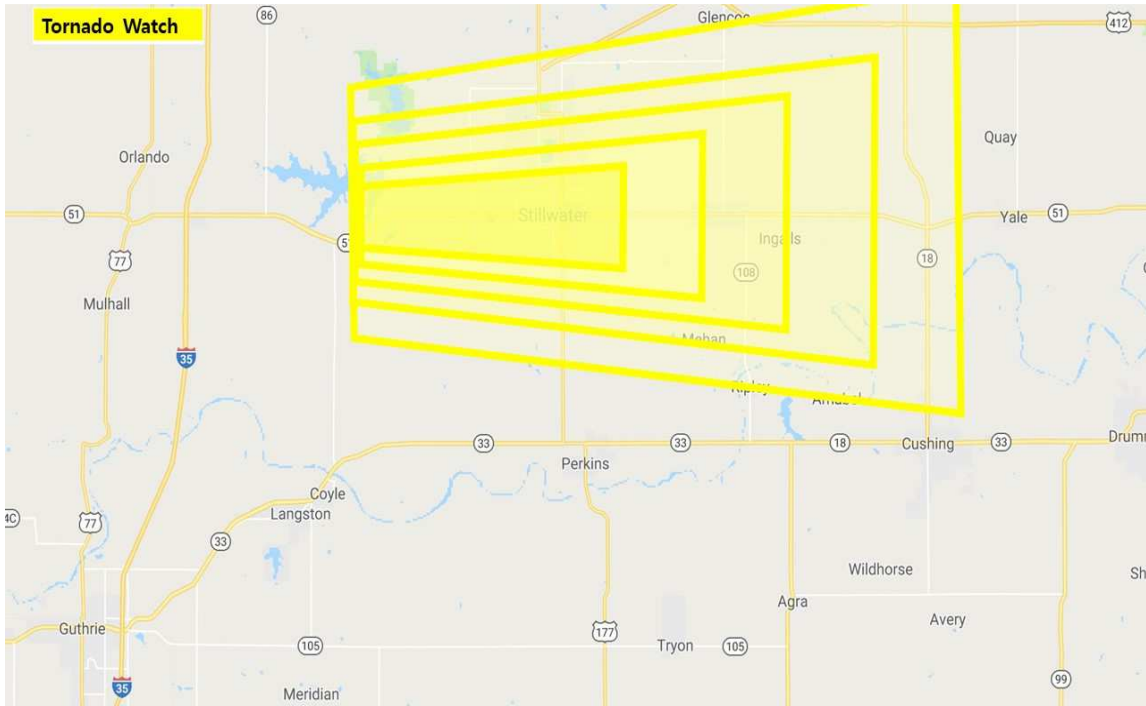 Tornado Watch
86
Glencoe
412
Orlando
Quay
51
Stillwater
Yale
51
77
51
Ingalls
18
108
Mulhall
35
Mehan
Ripley
33
33
18
Cushing
33
Perkins
Coyle
Langston
77
33
Wildhorse
Agra
Avery
Guthrie
177
105
Tryon
105
35
Meridian
99